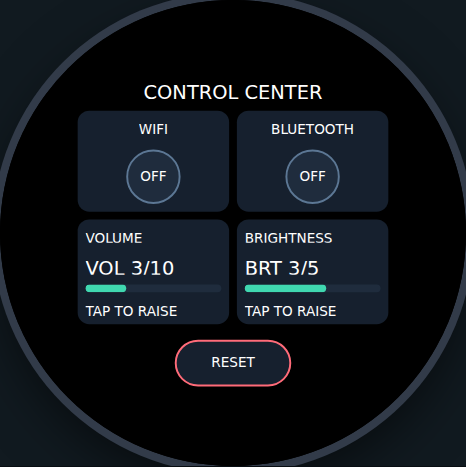 CONTROL CENTER
WIFI
BLUETOOTH
OFF
OFF
VOLUME
BRIGHTNESS
VOL 3/10
BRT 3/5
TAP TO RAISE
TAP TO RAISE
RESET